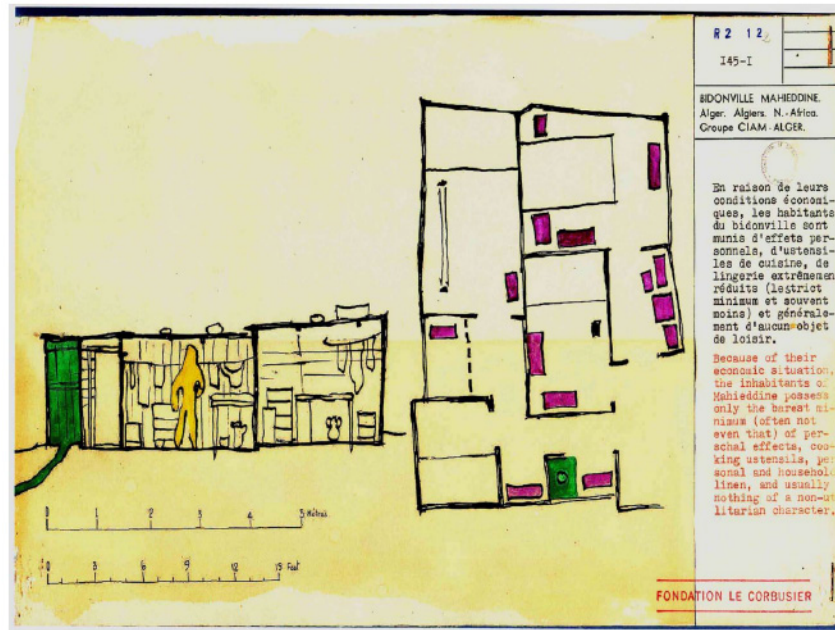 R2 12
I45-I
BIDONVILLE MAHIEDDINE.
Alger. Algiers. N.-Africa.
Groupe CIAM-ALGER.
En raison de leurs
conditions économi-
ques, les habitants
du bidonville sont
munis d'effets per-
sonnels, d'ustensi-
les de cuisine, de
lingerie extrêmemen
réduits (lestrict
minimum et souvent
moins) et générale-
ment d'aucun objet
de loisir.
Because of their
economic situation,
the inhabitants of
Mahieddine possess
only the barest mi-
nimum (often not
even that) of per-
schal effects, coo-
king ustensils, per
sonal and household
linen, and usually
nothing of a non-ut
litarian character.
0 1 2 3 4 5 Mètres
0 3 6 9 12 15 Feet
FONDATION LE CORBUSIER